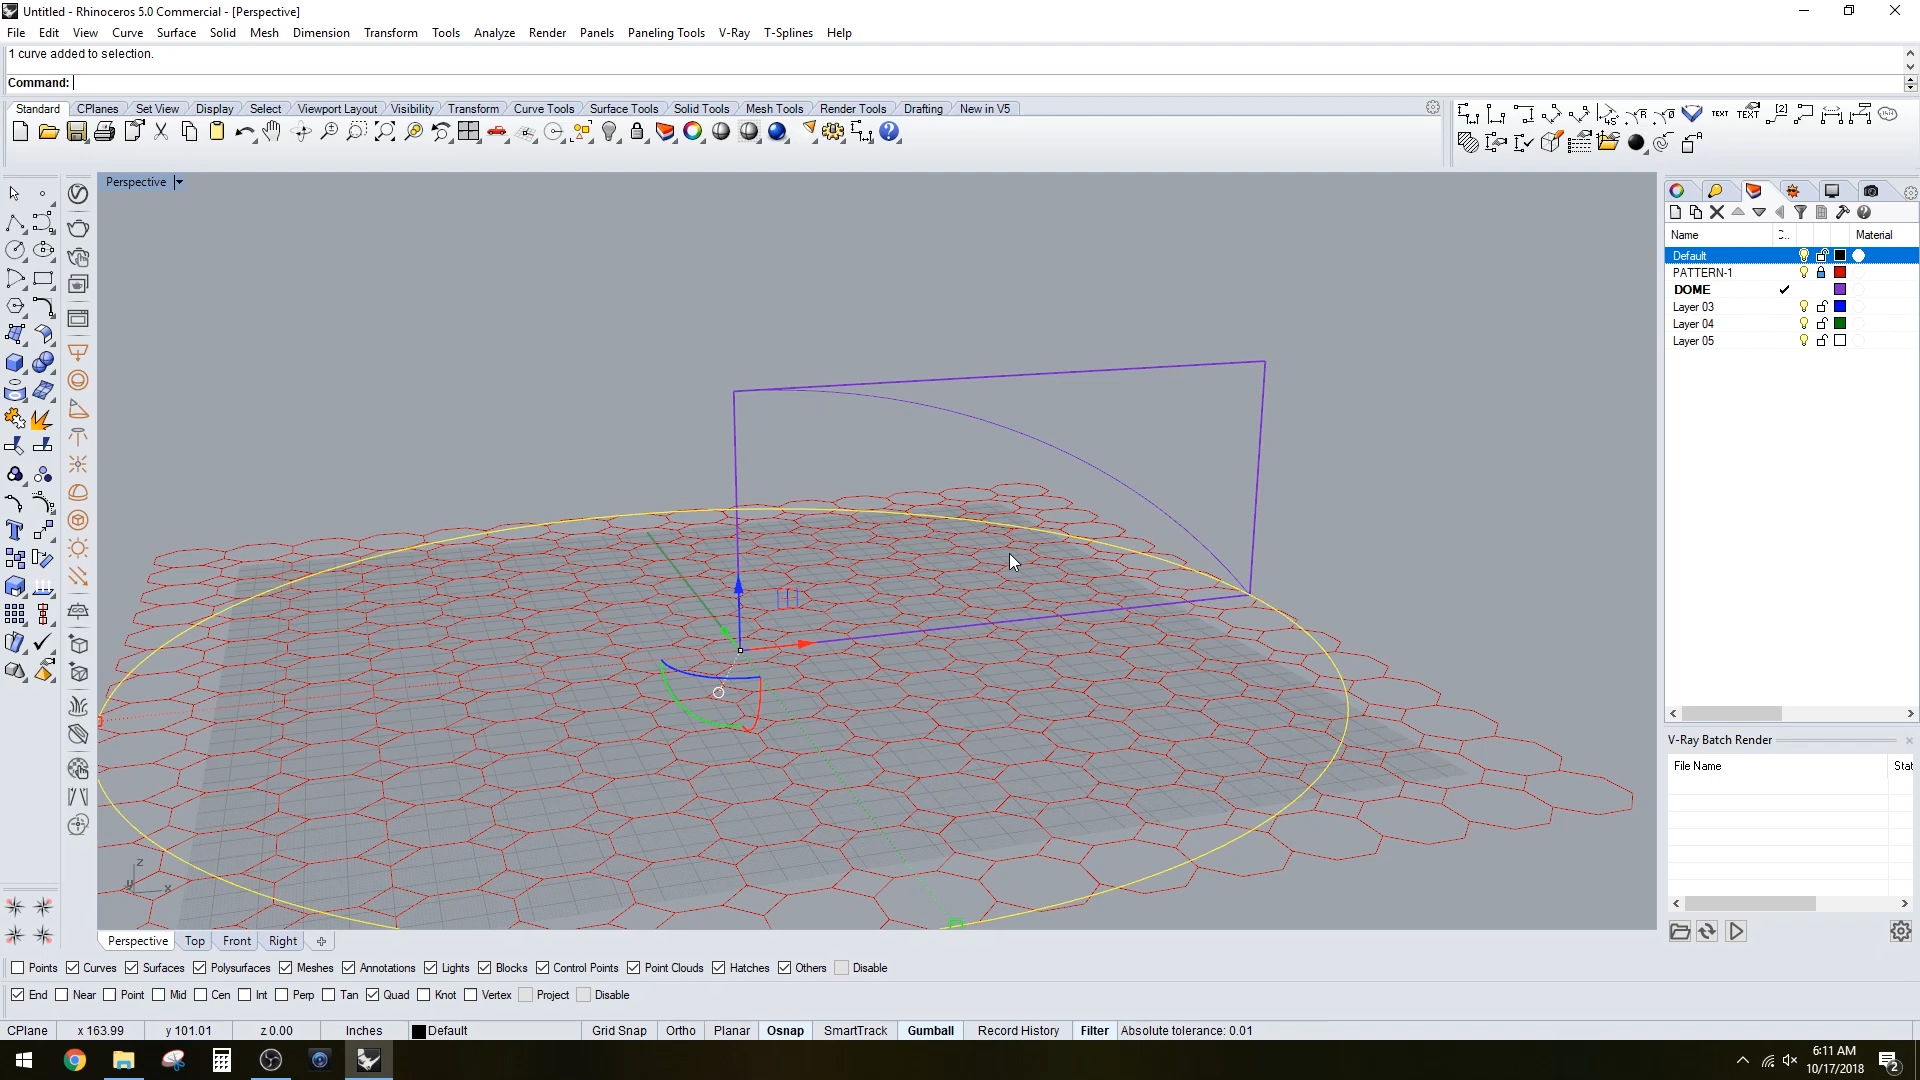 Untitled - Rhinoceros 5.0 Commercial - [Perspective]
File Edit View Curve Surface Solid Mesh Dimension Transform Tools Analyze Render Panels Paneling Tools V-Ray T-Splines Help
1 curve added to selection.
Command:
Standard CPlanes Set View Display Select Viewport Layout Visibility Transform Curve Tools Surface Tools Solid Tools Mesh Tools Render Tools Drafting New in V5
TEXT TEXT
Perspective
Name Material
Default
PATTERN-1
DOME
Layer 03
Layer 04
Layer 05
z
y x
V-Ray Batch Render
File Name Stat
Perspective Top Front Right
Points Curves Surfaces Polysurfaces Meshes Annotations Lights Blocks Control Points Point Clouds Hatches Others Disable
End Near Point Mid Cen Int Perp Tan Quad Knot Vertex Project Disable
CPlane x 163.99 y 101.01 z 0.00 Inches Default Grid Snap Ortho Planar Osnap SmartTrack Gumball Record History Filter Absolute tolerance: 0.01
6:11 AM
10/17/2018
2